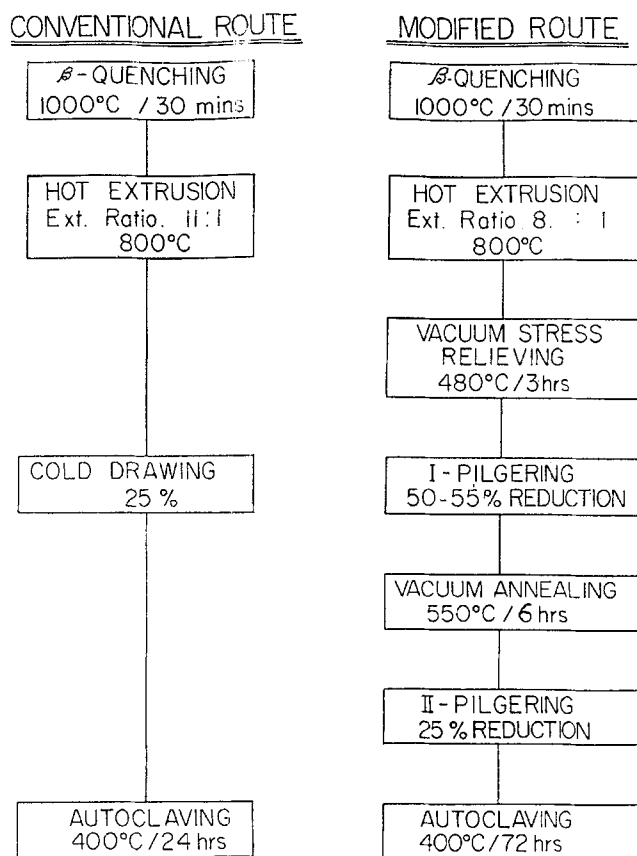 CONVENTIONAL ROUTE
β-QUENCHING
1000°C / 30 mins
HOT EXTRUSION
Ext. Ratio. 11:1
800°C
COLD DRAWING
25 %
AUTOCLAVING
400°C/24 hrs
MODIFIED ROUTE
β-QUENCHING
1000°C / 30 mins
HOT EXTRUSION
Ext. Ratio 8. : 1
800°C
VACUUM STRESS
RELIEVING
480°C/3hrs
I-PILGERING
50-55% REDUCTION
VACUUM ANNEALING
550°C/6 hrs
II-PILGERING
25% REDUCTION
AUTOCLAVING
400°C/72 hrs